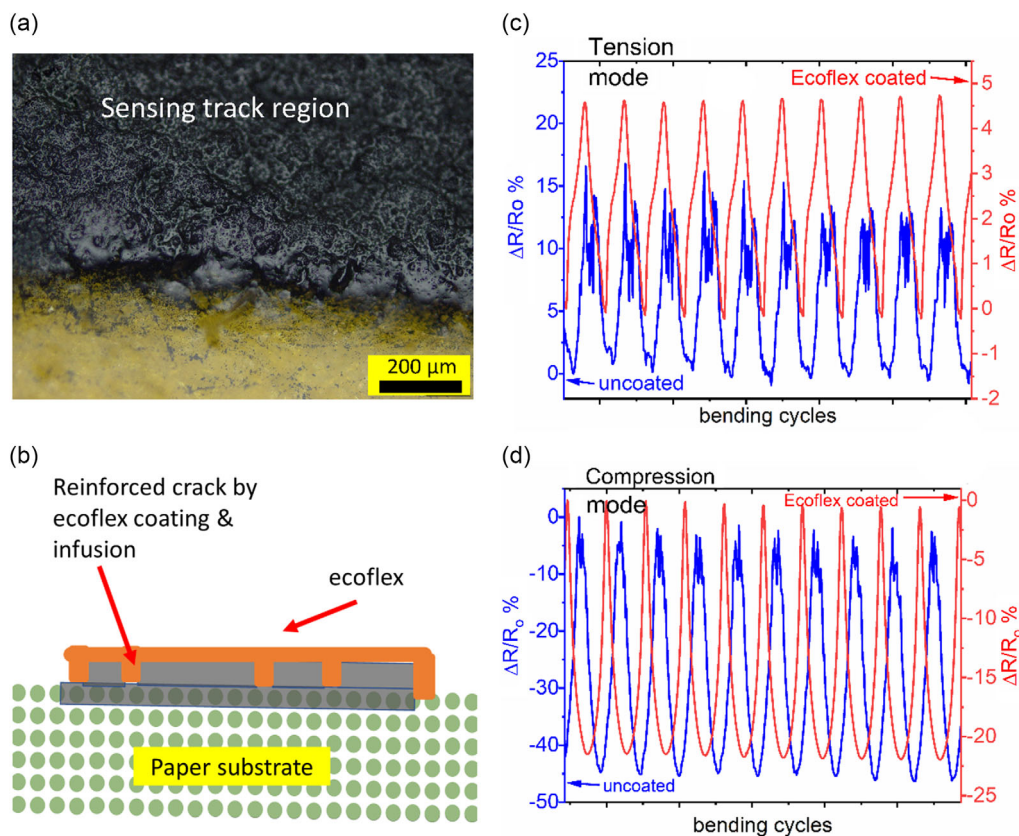 (a)
Sensing track region
200 µm
(b)
Reinforced crack by
ecoflex coating &
infusion
ecoflex
Paper substrate
(c)
Tension
mode
Ecoflex coated
25
20
15
10
5
0
5
4
3
2
1
0
-1
-2
ΔR/Ro %
ΔR/Ro %
uncoated
bending cycles
(d)
Compression
mode
Ecoflex coated
0
-10
-20
-30
-40
-50
0
-5
-10
-15
-20
-25
ΔR/Ro %
ΔR/Ro %
uncoated
bending cycles